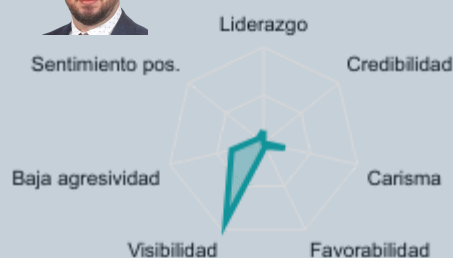 Liderazgo
Sentimiento pos.
Credibilidad
Baja agresividad
Carisma
Visibilidad
Favorabilidad